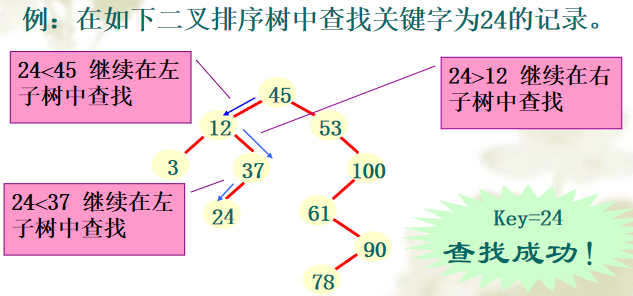 例：在如下二叉排序树中查找关键字为24的记录。
24<45 继续在左
子树中查找
24>12 继续在右
子树中查找
45
12
53
3
37
100
24<37 继续在左
子树中查找
24
61
Key=24
查找成功！
90
78